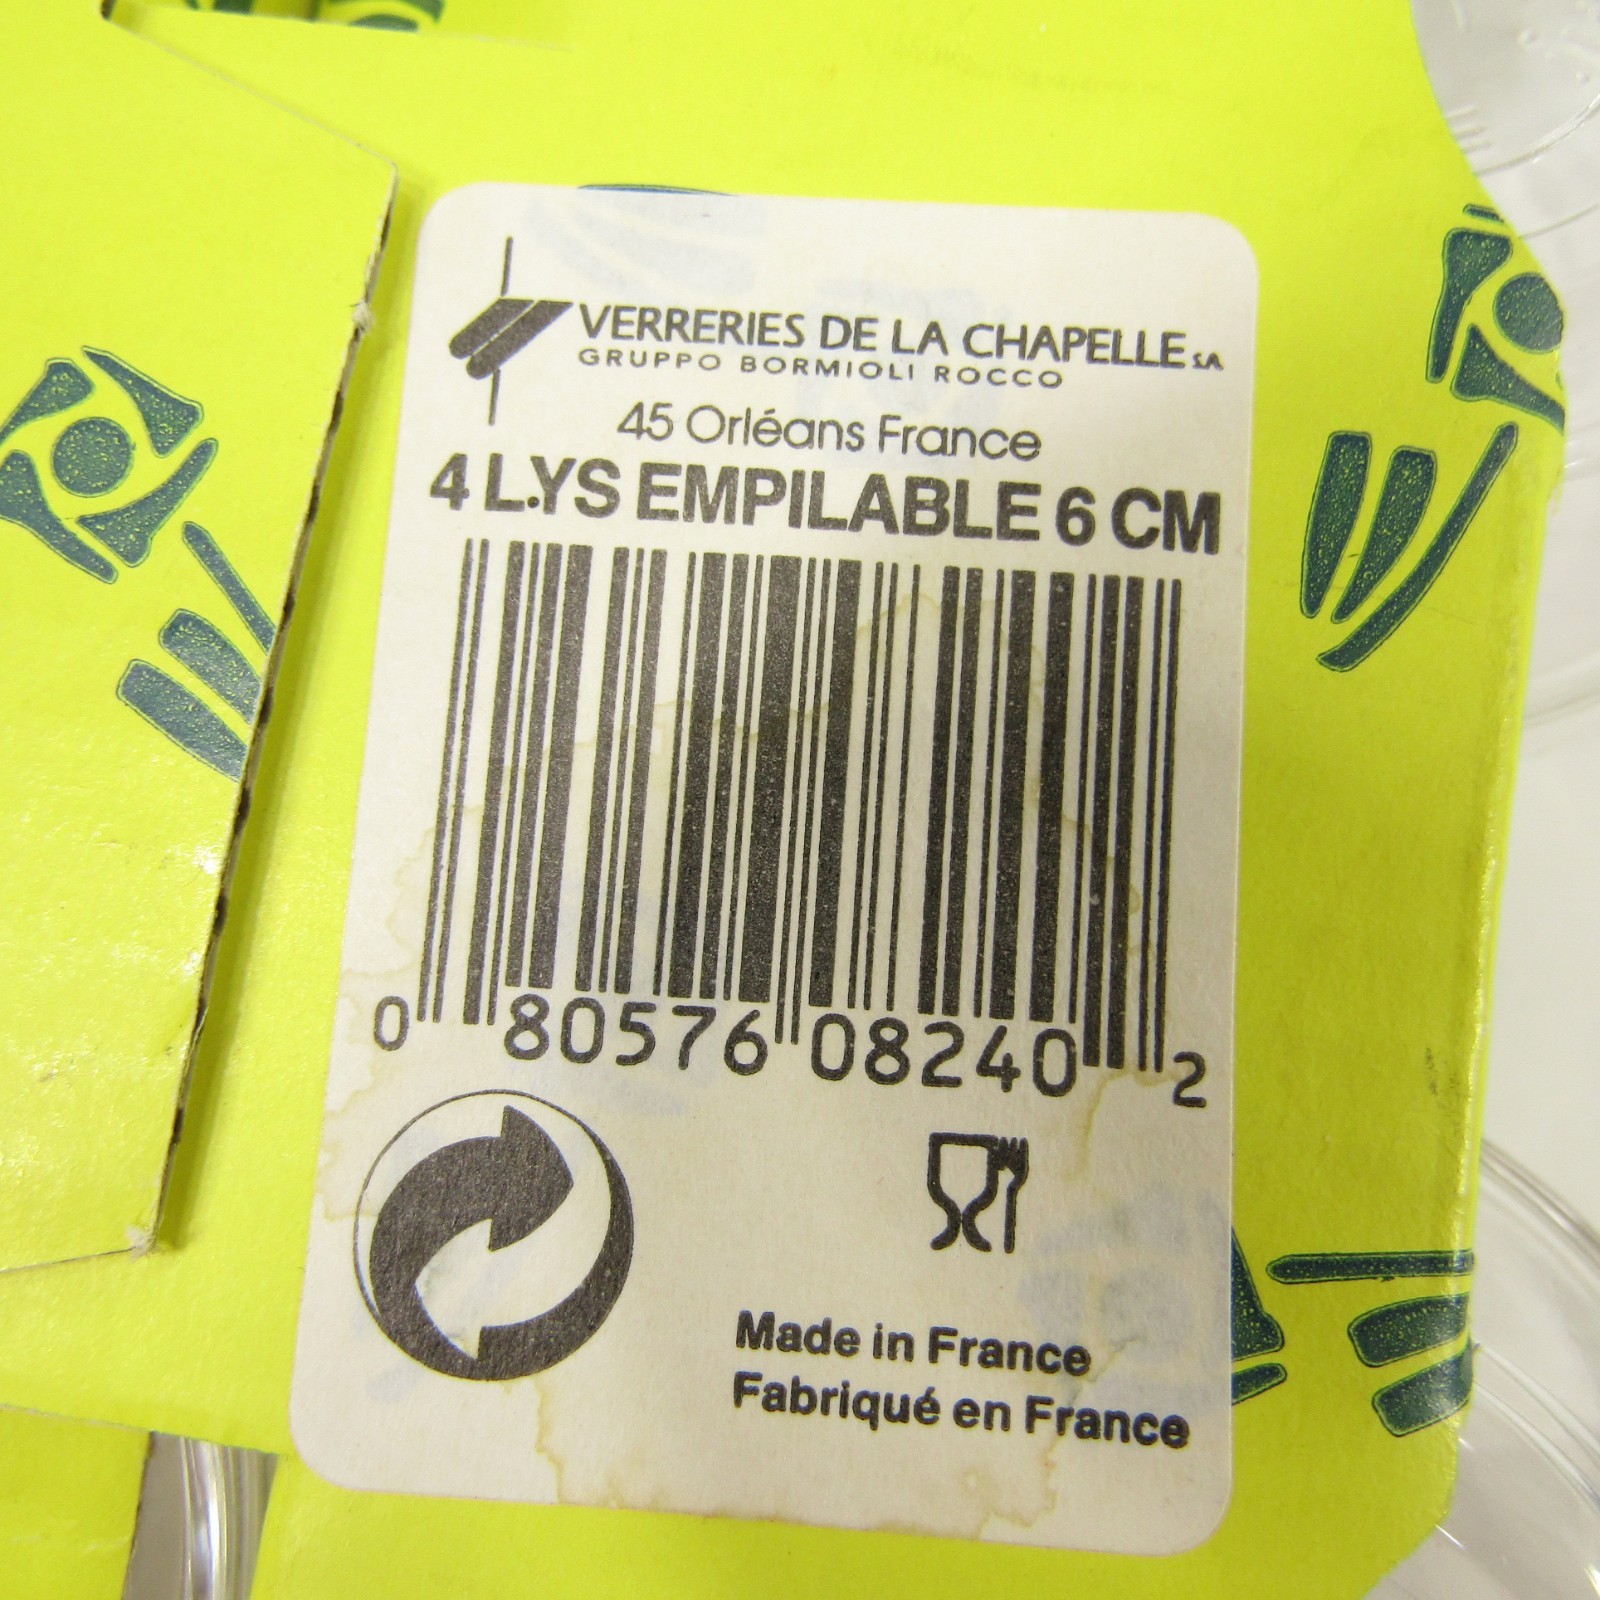 VERRERIES DE LA CHAPELLE SA
GRUPPO BORMIOLI ROCCO
45 Orléans France
4 L.YS EMPILABLE 6 CM
0 80576 08240 2
Made in France
Fabriqué en France